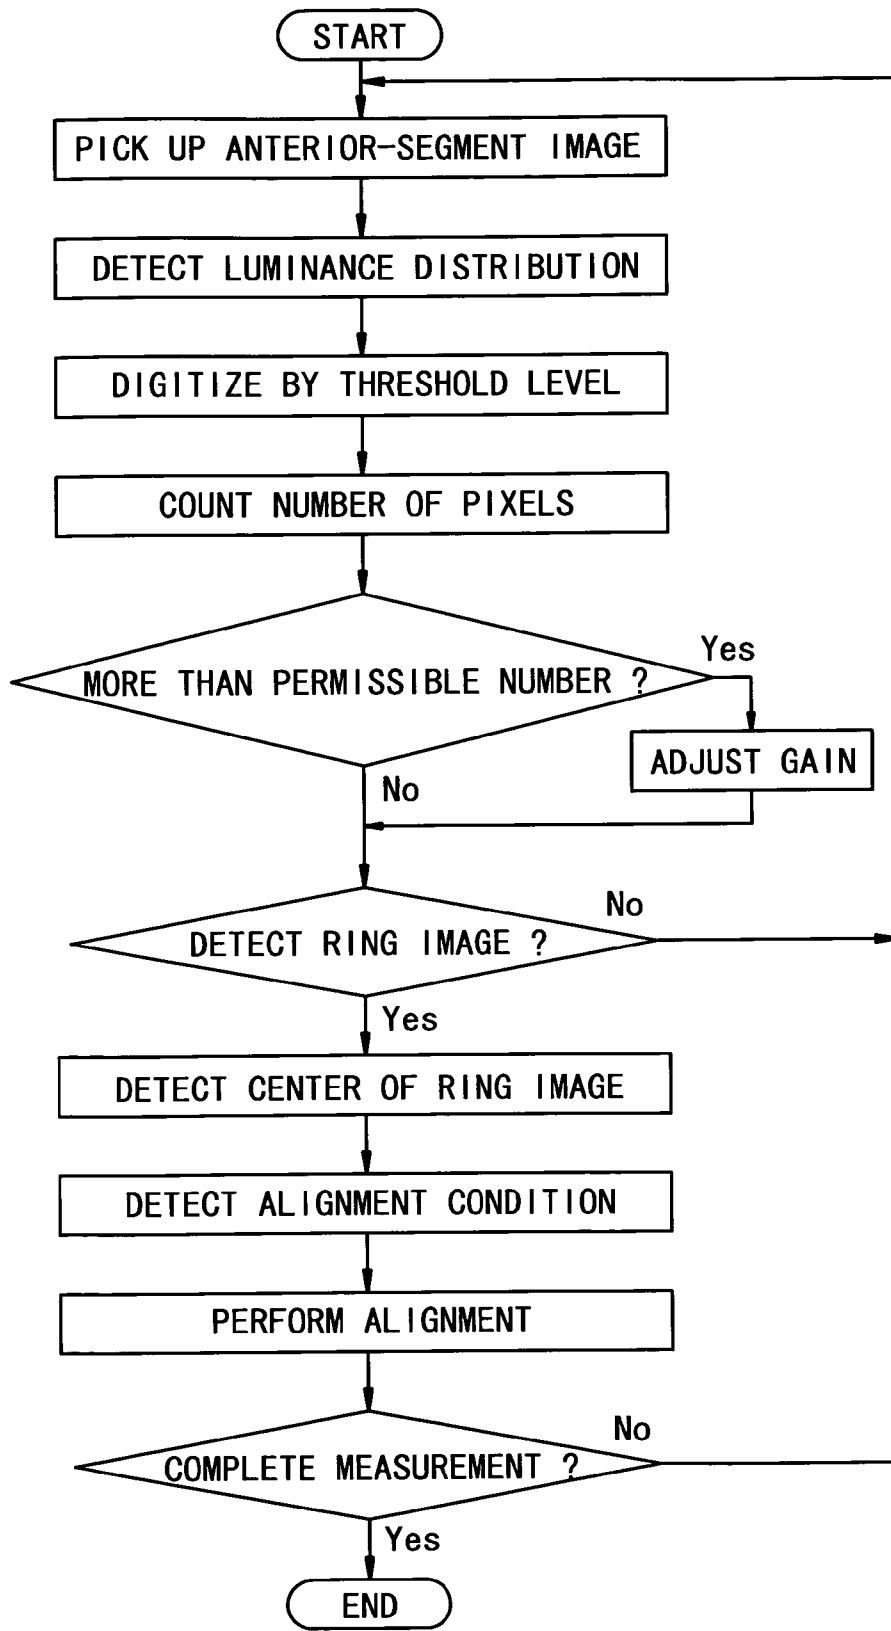 START
PICK UP ANTERIOR-SEGMENT IMAGE
DETECT LUMINANCE DISTRIBUTION
DIGITIZE BY THRESHOLD LEVEL
COUNT NUMBER OF PIXELS
MORE THAN PERMISSIBLE NUMBER ?
Yes
ADJUST GAIN
No
DETECT RING IMAGE ?
No
Yes
DETECT CENTER OF RING IMAGE
DETECT ALIGNMENT CONDITION
PERFORM ALIGNMENT
COMPLETE MEASUREMENT ?
No
Yes
END